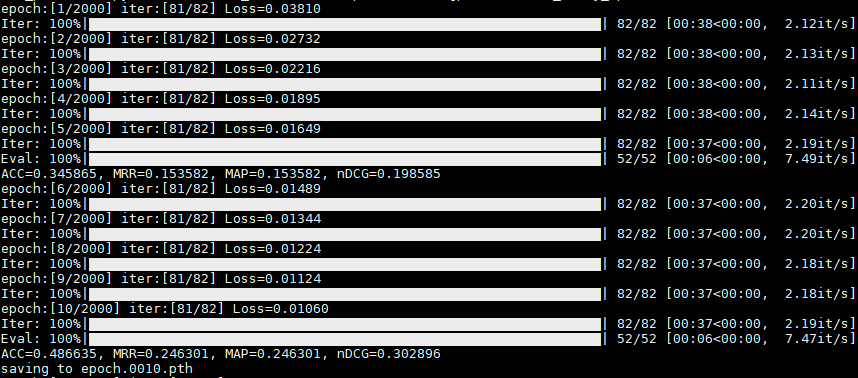 epoch:[1/2000] iter:[81/82] Loss=0.03810
Iter: 100%| | 82/82 [00:38<00:00, 2.12it/s]
epoch:[2/2000] iter:[81/82] Loss=0.02732
Iter: 100%| | 82/82 [00:38<00:00, 2.13it/s]
epoch:[3/2000] iter:[81/82] Loss=0.02216
Iter: 100%| | 82/82 [00:38<00:00, 2.11it/s]
epoch:[4/2000] iter:[81/82] Loss=0.01895
Iter: 100%| | 82/82 [00:38<00:00, 2.14it/s]
epoch:[5/2000] iter:[81/82] Loss=0.01649
Iter: 100%| | 82/82 [00:37<00:00, 2.19it/s]
Eval: 100%| | 52/52 [00:06<00:00, 7.49it/s]
ACC=0.345865, MRR=0.153582, MAP=0.153582, nDCG=0.198585
epoch:[6/2000] iter:[81/82] Loss=0.01489
Iter: 100%| | 82/82 [00:37<00:00, 2.20it/s]
epoch:[7/2000] iter:[81/82] Loss=0.01344
Iter: 100%| | 82/82 [00:37<00:00, 2.20it/s]
epoch:[8/2000] iter:[81/82] Loss=0.01224
Iter: 100%| | 82/82 [00:37<00:00, 2.18it/s]
epoch:[9/2000] iter:[81/82] Loss=0.01124
Iter: 100%| | 82/82 [00:37<00:00, 2.18it/s]
epoch:[10/2000] iter:[81/82] Loss=0.01060
Iter: 100%| | 82/82 [00:37<00:00, 2.19it/s]
Eval: 100%| | 52/52 [00:06<00:00, 7.47it/s]
ACC=0.486635, MRR=0.246301, MAP=0.246301, nDCG=0.302896
saving to epoch.0010.pth